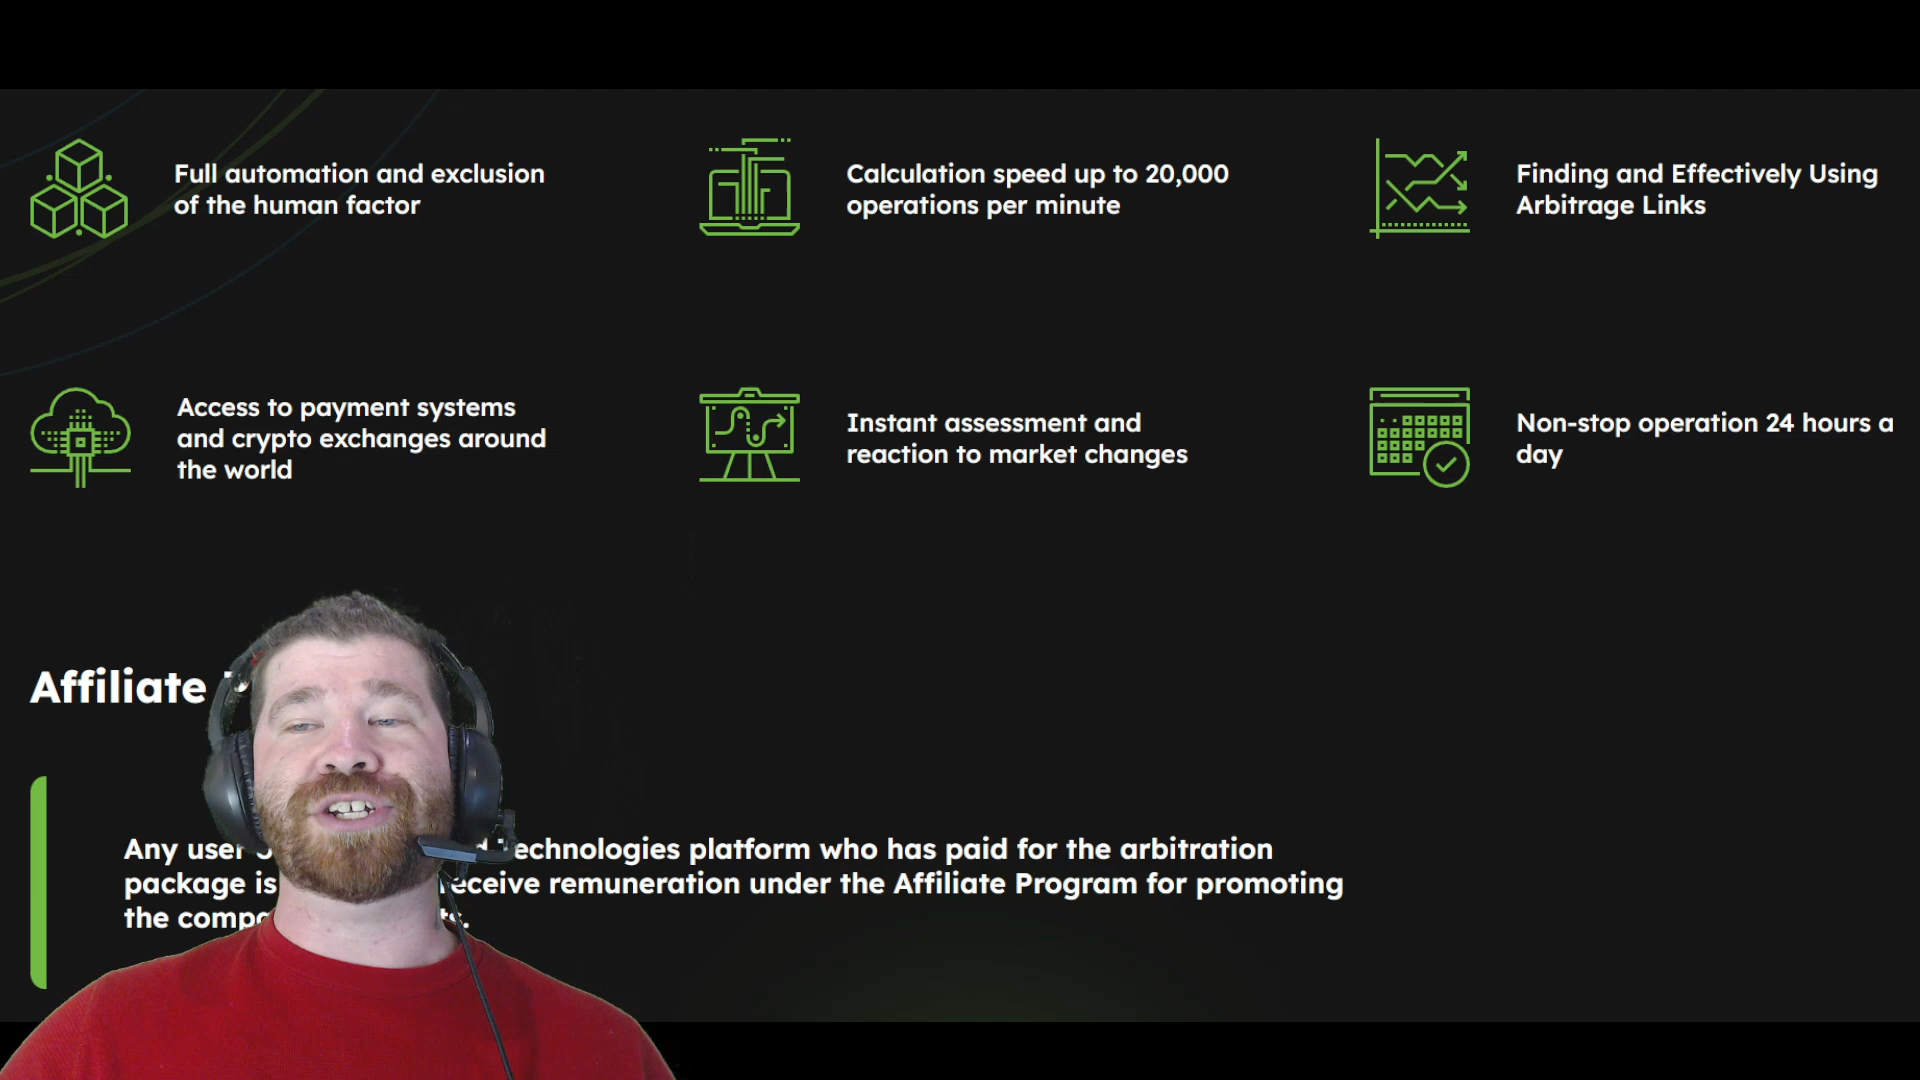 Full automation and exclusion
of the human factor
Calculation speed up to 20,000
operations per minute
Finding and Effectively Using
Arbitrage Links
Access to payment systems
and crypto exchanges around
the world
Instant assessment and
reaction to market changes
Non-stop operation 24 hours a
day
Affiliate
Any user technologies platform who has paid for the arbitration
package is receive remuneration under the Affiliate Program for promoting
the